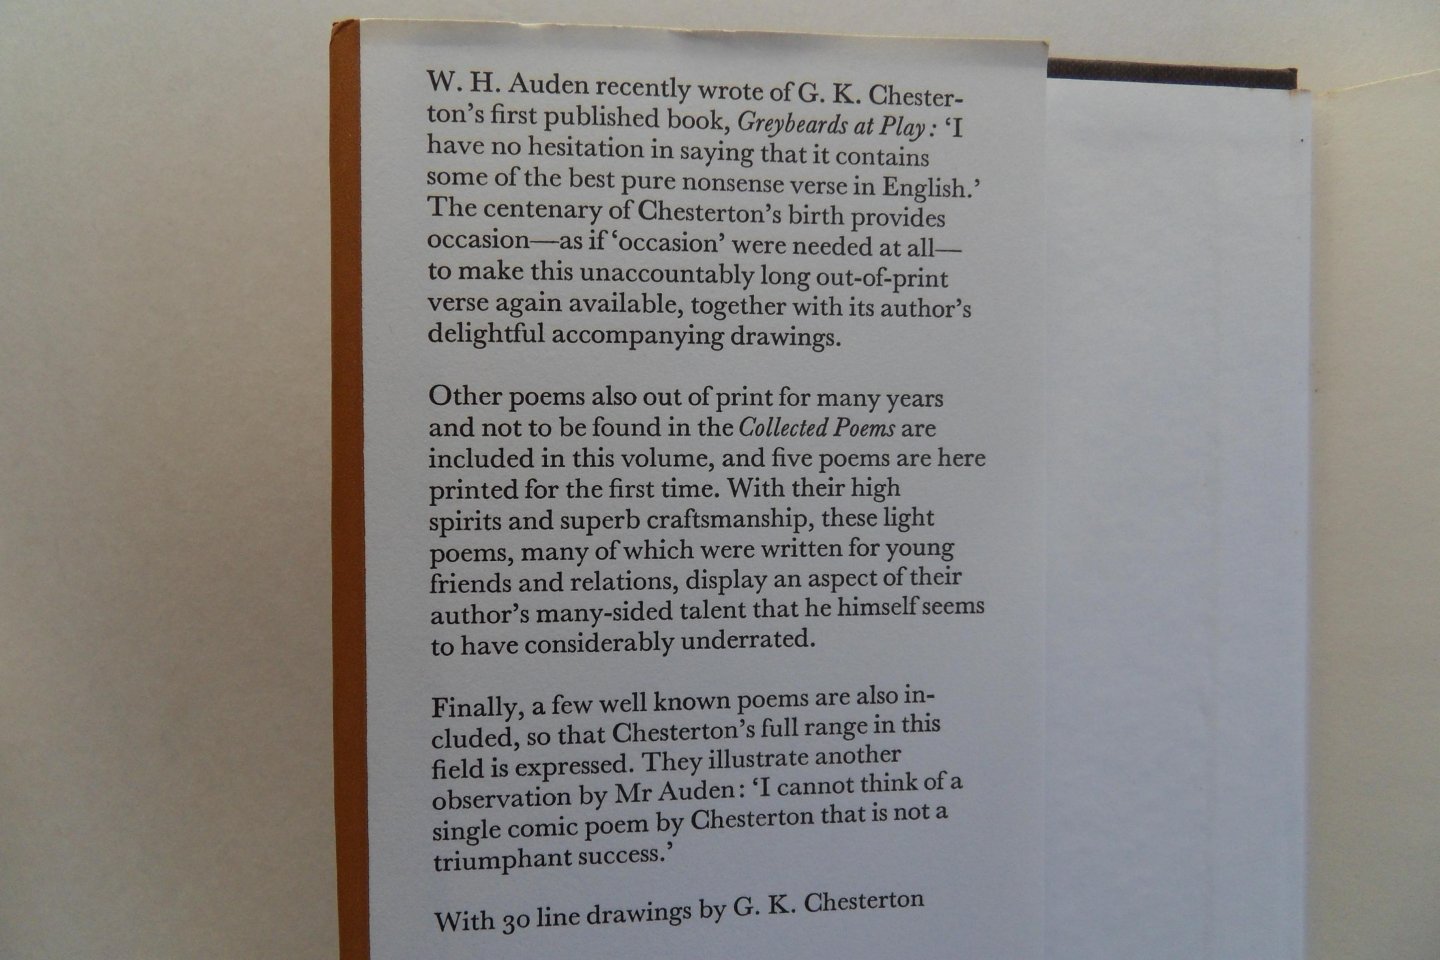 W. H. Auden recently wrote of G. K. Chester-
ton's first published book, Greybeards at Play: ‘I
have no hesitation in saying that it contains
some of the best pure nonsense verse in English.’
The centenary of Chesterton's birth provides
occasion—as if ‘occasion’ were needed at all—
to make this unaccountably long out-of-print
verse again available, together with its author's
delightful accompanying drawings.
Other poems also out of print for many years
and not to be found in the Collected Poems are
included in this volume, and five poems are here
printed for the first time. With their high
spirits and superb craftsmanship, these light
poems, many of which were written for young
friends and relations, display an aspect of their
author's many-sided talent that he himself seems
to have considerably underrated.
Finally, a few well known poems are also in-
cluded, so that Chesterton's full range in this
field is expressed. They illustrate another
observation by Mr Auden: ‘I cannot think of a
single comic poem by Chesterton that is not a
triumphant success.’
With 30 line drawings by G. K. Chesterton